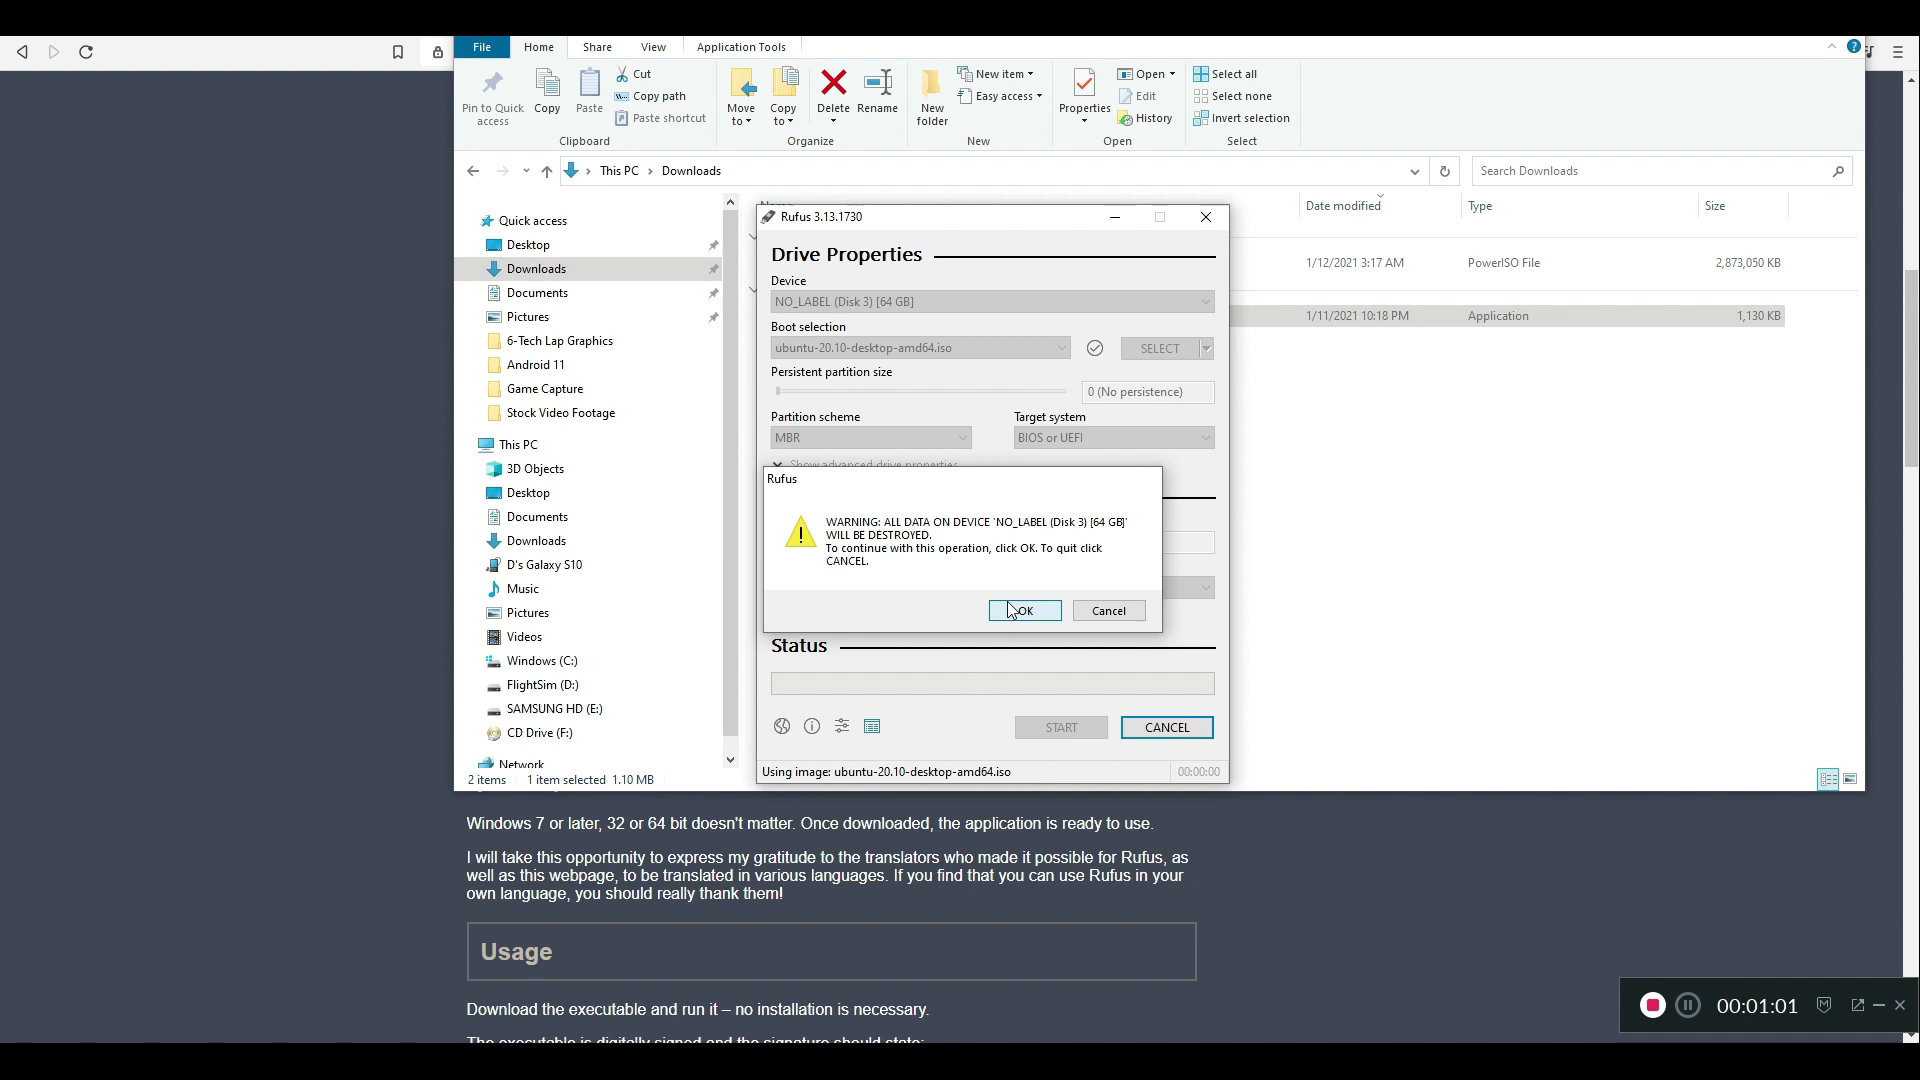 File
Home
Share
View
Application Tools
Pin to Quick access
Copy
Paste
Cut
Copy path
Paste shortcut
Clipboard
Move to
Copy to
Delete
Rename
Organize
New folder
New item
Easy access
New
Properties
Open
Edit
History
Open
Select all
Select none
Invert selection
Select
This PC > Downloads
Search Downloads
Date modified
Type
Size
1/12/2021 3:17 AM PowerISO File 2,873,050 KB
1/11/2021 10:18 PM Application 1,130 KB
Quick access
Desktop
Downloads
Documents
Pictures
6-Tech Lap Graphics
Android 11
Game Capture
Stock Video Footage
This PC
3D Objects
Desktop
Documents
Downloads
D's Galaxy S10
Music
Pictures
Videos
Windows (C:)
FlightSim (D:)
SAMSUNG HD (E:)
CD Drive (F:)
Network
2 items 1 item selected 1.10 MB
Rufus 3.13.1730
Drive Properties
Device
NO_LABEL (Disk 3) [64 GB]
Boot selection
ubuntu-20.10-desktop-amd64.iso
SELECT
Persistent partition size
0 (No persistence)
Partition scheme
Target system
MBR
BIOS or UEFI
Show advanced drive properties
Rufus
WARNING: ALL DATA ON DEVICE 'NO_LABEL (Disk 3) [64 GB]'
WILL BE DESTROYED.
To continue with this operation, click OK. To quit click
CANCEL.
OK
Cancel
Status
START
CANCEL
Using image: ubuntu-20.10-desktop-amd64.iso
00:00:00
Windows 7 or later, 32 or 64 bit doesn't matter. Once downloaded, the application is ready to use.
I will take this opportunity to express my gratitude to the translators who made it possible for Rufus, as
well as this webpage, to be translated in various languages. If you find that you can use Rufus in your
own language, you should really thank them!
Usage
Download the executable and run it – no installation is necessary.
The executable is digitally signed and the signature should state:
00:01:01